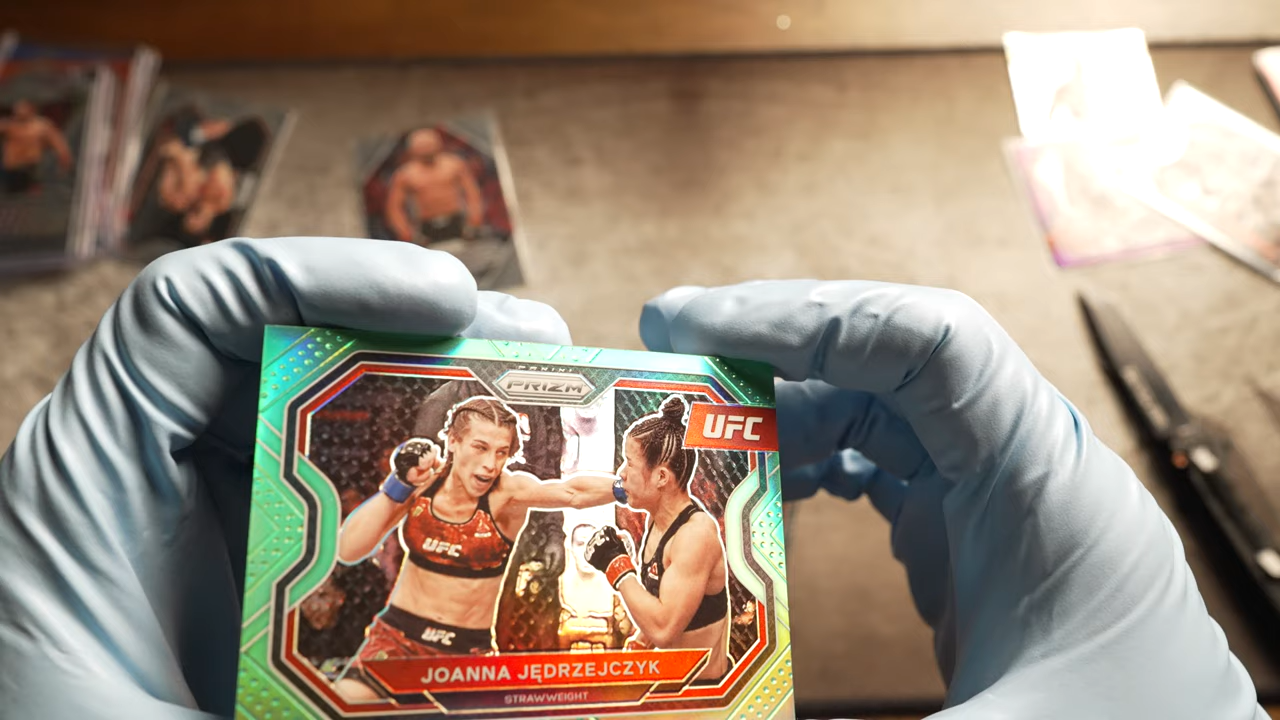 PANINI
PRIZM
UFC
UFC
UFC
JOANNA JĘDRZEJCZYK
STRAWWEIGHT